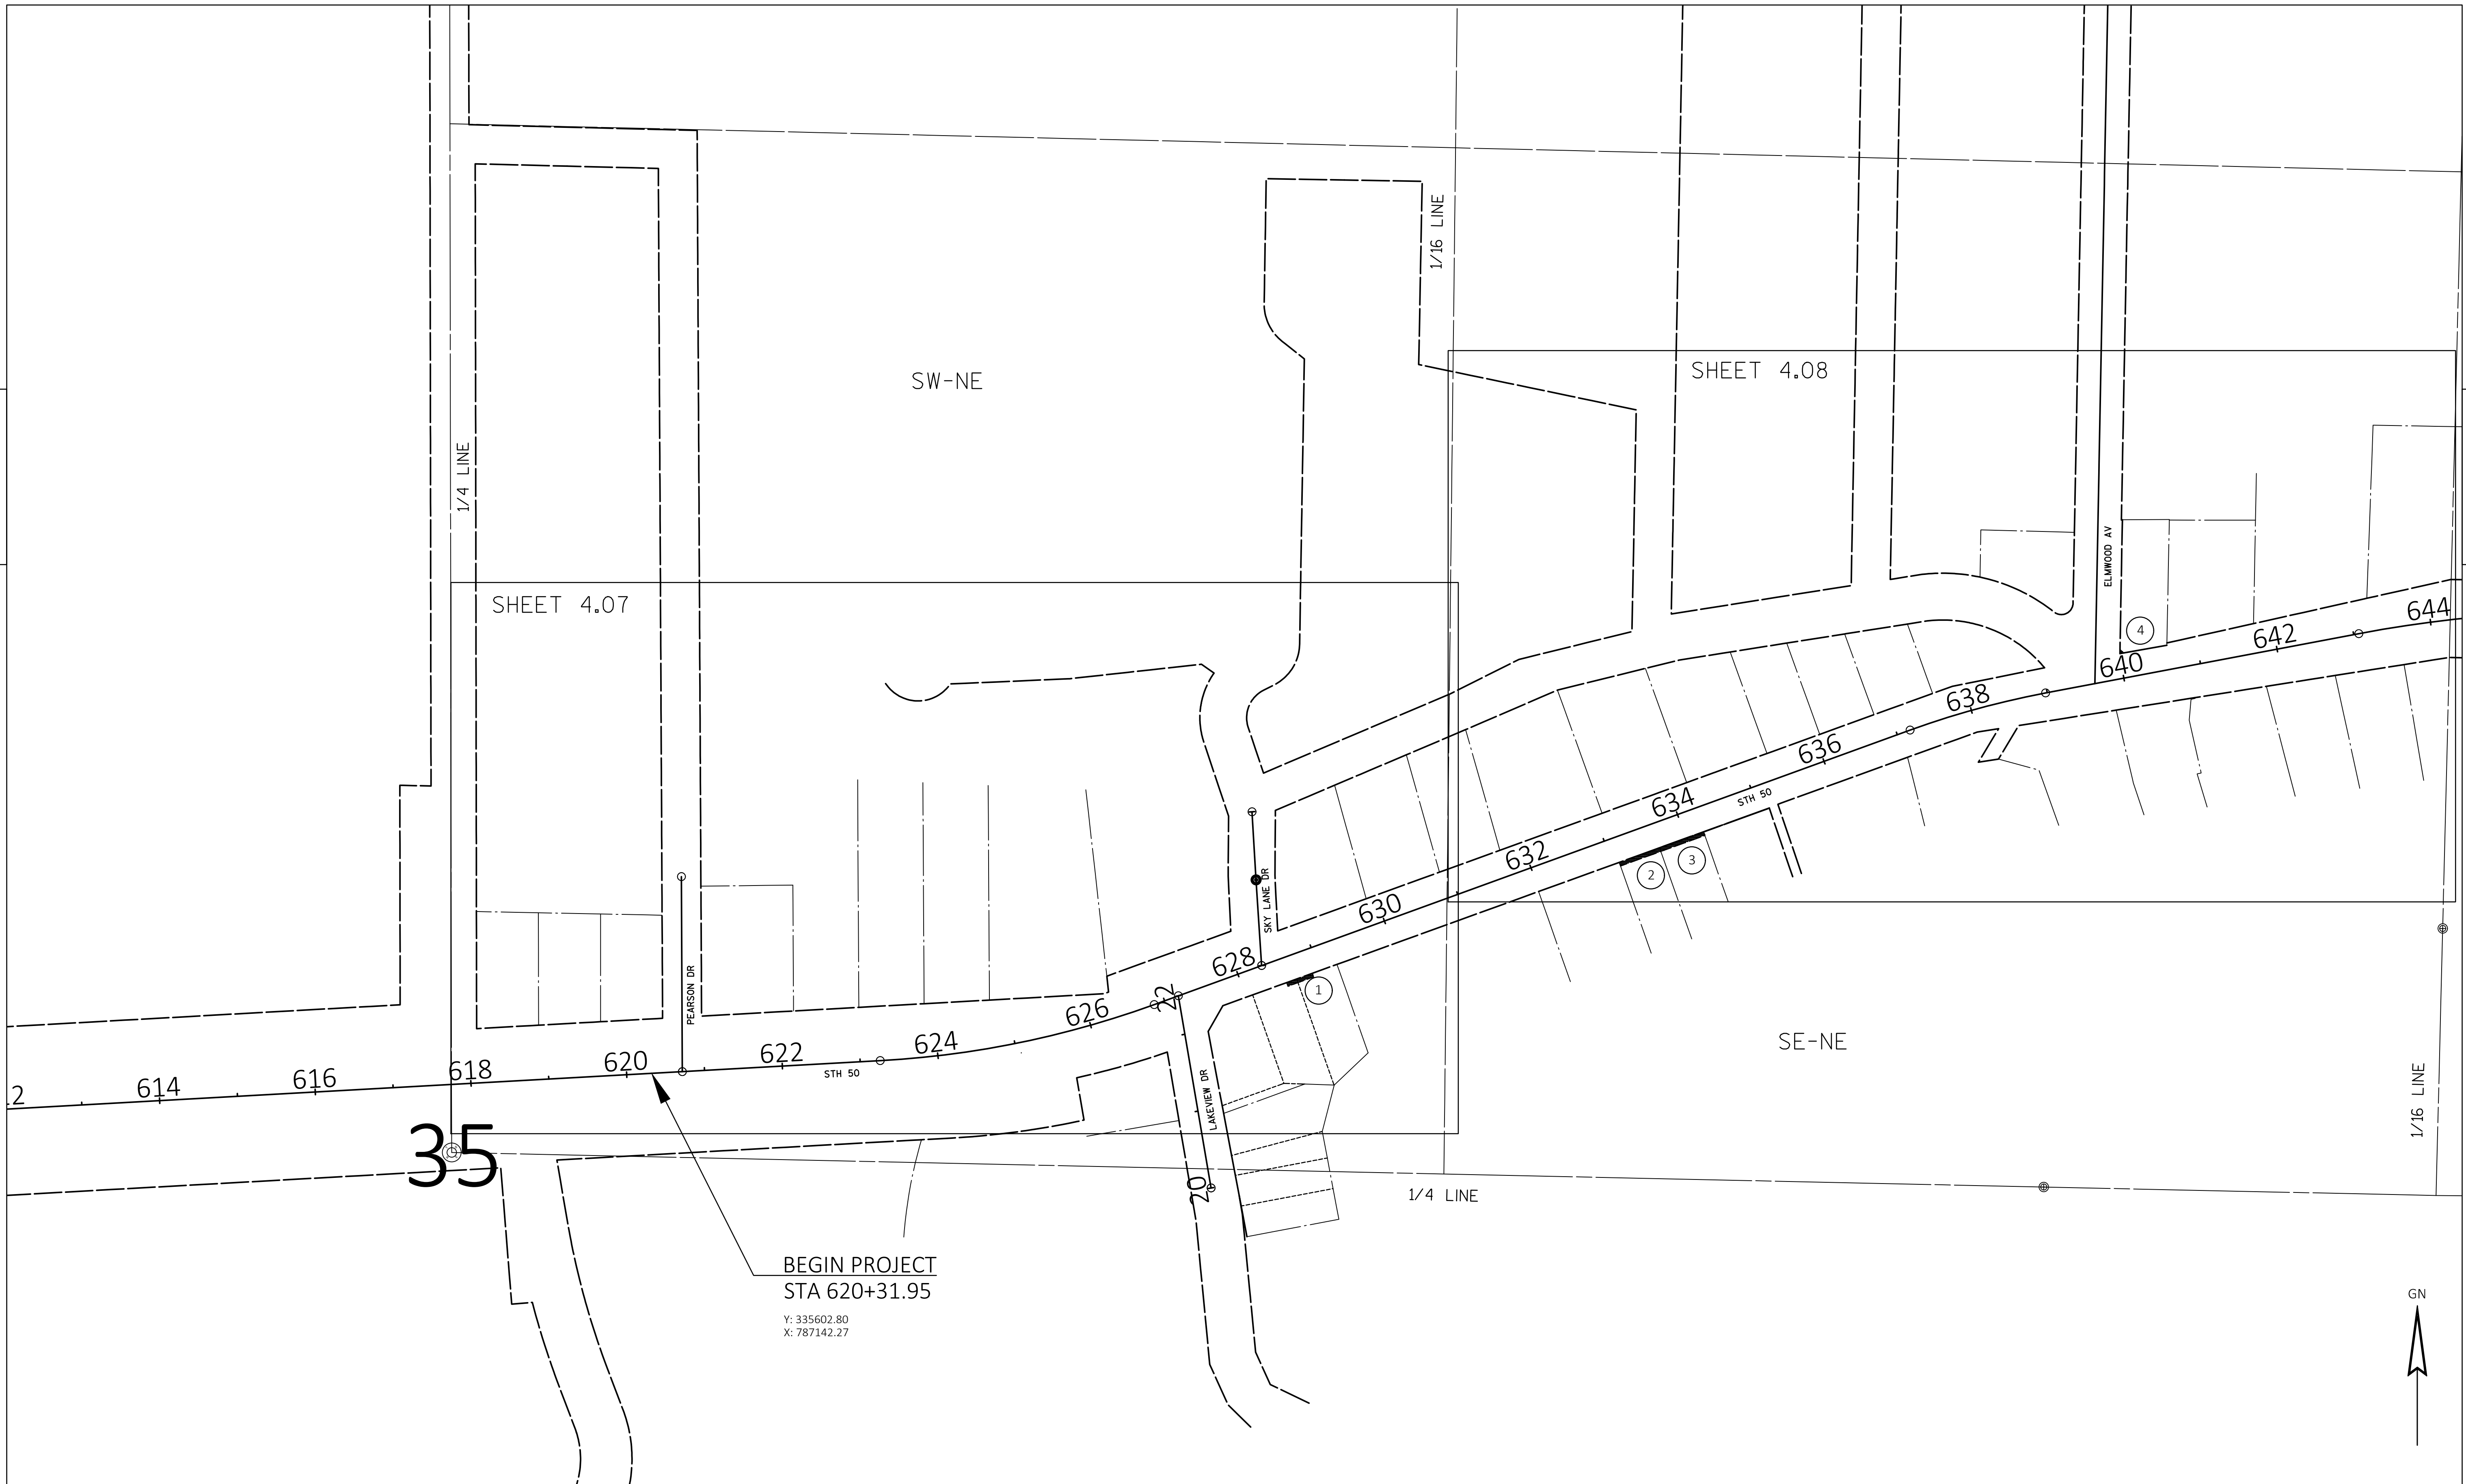 1/16 LINE
SW-NE
SHEET 4.08
1/4 LINE
SHEET 4.07
ELMWOOD AV
4
644
642
640
638
636
STH 50
634
632
3
2
630
SKY LANE DR
628
1
22
626
PEARSON DR
624
622
STH 50
620
618
616
614
2
SE-NE
LAKEVIEW DR
1/16 LINE
35
20
1/4 LINE
BEGIN PROJECT
STA 620+31.95
Y: 335602.80
X: 787142.27
GN